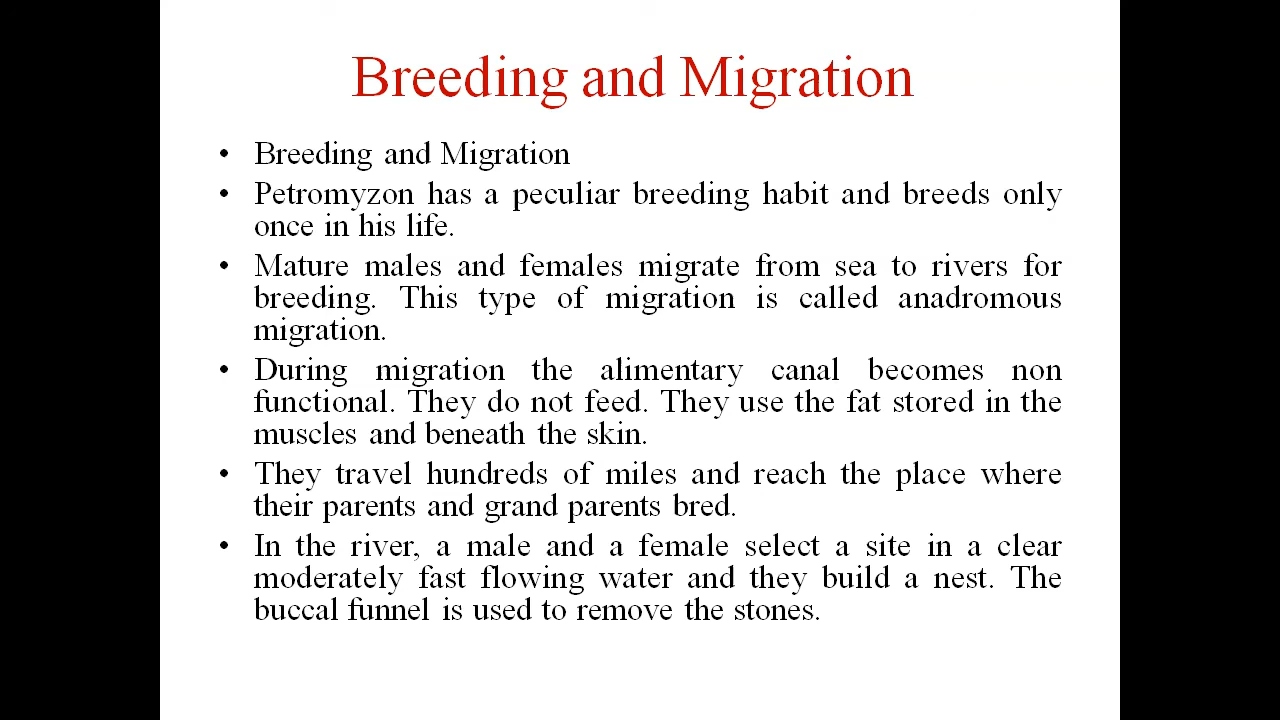 Breeding and Migration
• Breeding and Migration
• Petromyzon has a peculiar breeding habit and breeds only
once in his life.
• Mature males and females migrate from sea to rivers for
breeding. This type of migration is called anadromous
migration.
• During migration the alimentary canal becomes non
functional. They do not feed. They use the fat stored in the
muscles and beneath the skin.
• They travel hundreds of miles and reach the place where
their parents and grand parents bred.
• In the river, a male and a female select a site in a clear
moderately fast flowing water and they build a nest. The
buccal funnel is used to remove the stones.